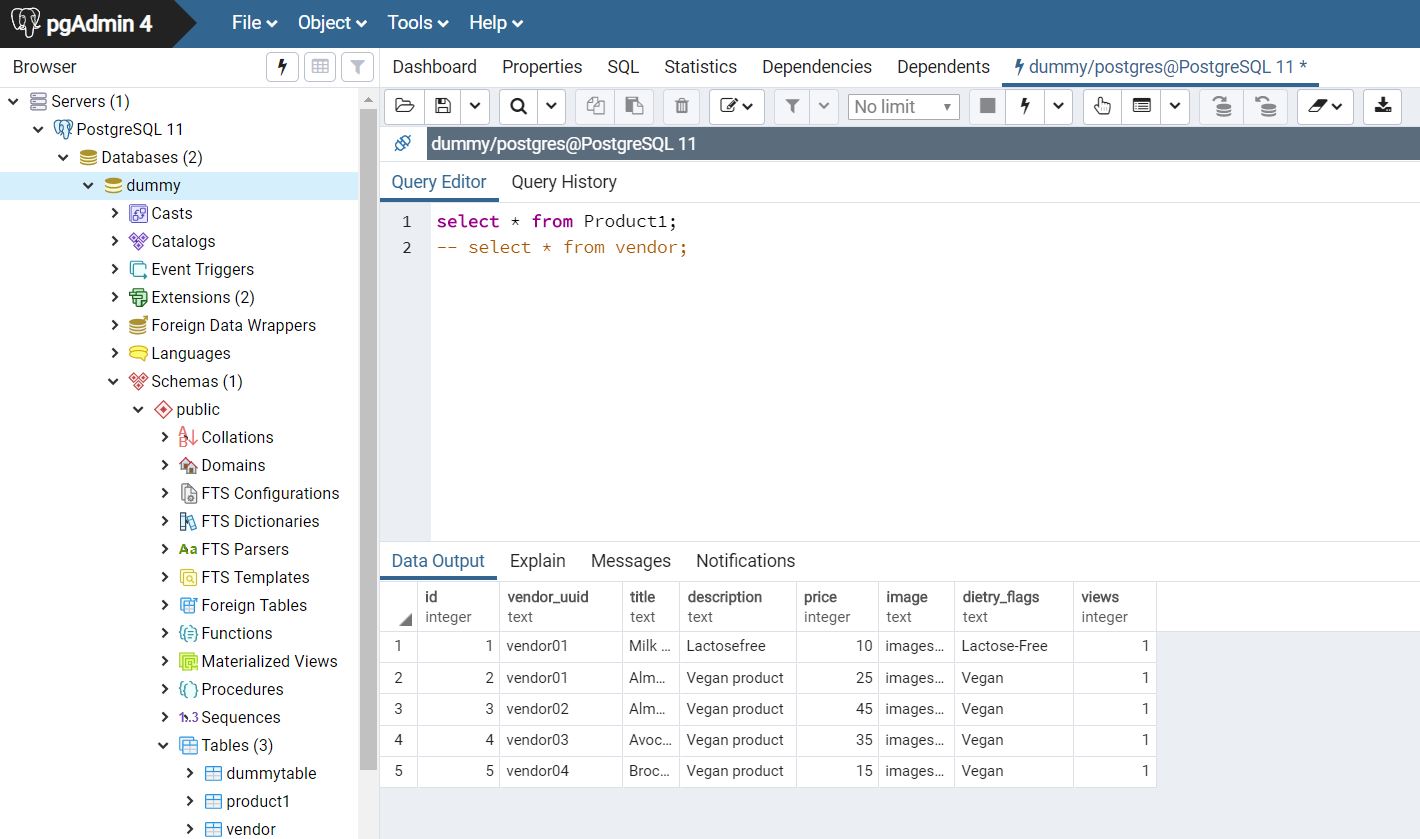 pgAdmin 4
File Object Tools Help
Browser
Servers (1)
PostgreSQL 11
Databases (2)
dummy
Casts
Catalogs
Event Triggers
Extensions (2)
Foreign Data Wrappers
Languages
Schemas (1)
public
Collations
Domains
FTS Configurations
FTS Dictionaries
Aa FTS Parsers
FTS Templates
Foreign Tables
Functions
Materialized Views
Procedures
1..3 Sequences
Tables (3)
dummytable
product1
vendor
Dashboard Properties SQL Statistics Dependencies Dependents dummy/postgres@PostgreSQL 11 *
No limit
dummy/postgres@PostgreSQL 11
Query Editor Query History
1 select * from Product1;
2 -- select * from vendor;
Data Output Explain Messages Notifications
id vendor_uuid title description price image dietry_flags views
integer text text text integer text text integer
1 1 vendor01 Milk ... Lactosefree 10 images... Lactose-Free 1
2 2 vendor01 Alm... Vegan product 25 images... Vegan 1
3 3 vendor02 Alm... Vegan product 45 images... Vegan 1
4 4 vendor03 Avoc... Vegan product 35 images... Vegan 1
5 5 vendor04 Broc... Vegan product 15 images... Vegan 1